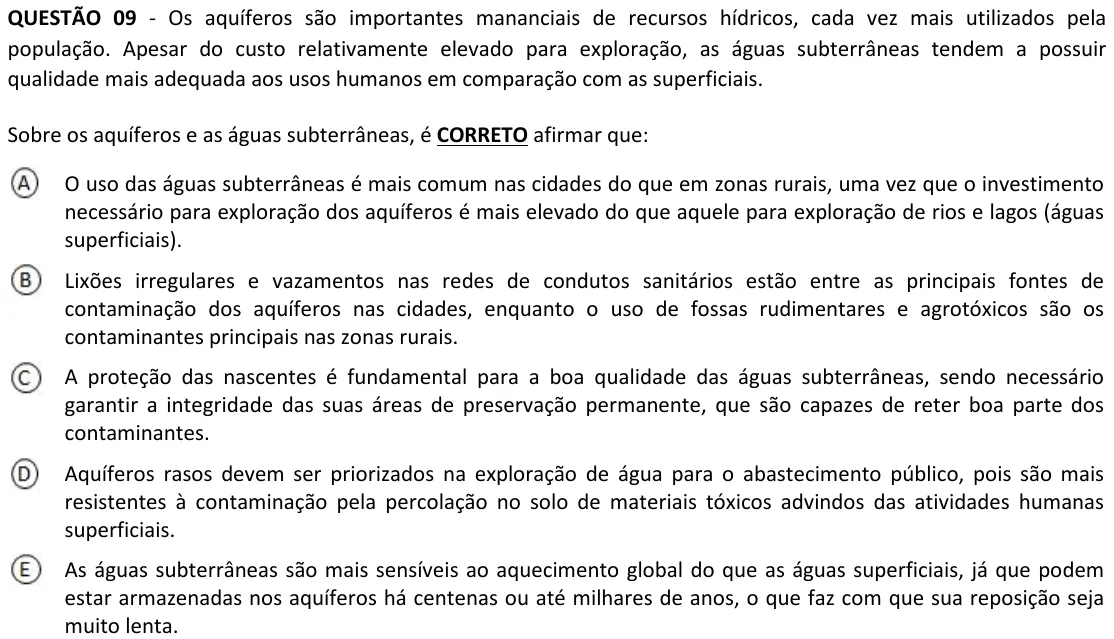 QUESTÃO 09 - Os aquíferos são importantes mananciais de recursos hídricos, cada vez mais utilizados pela
população. Apesar do custo relativamente elevado para exploração, as águas subterrâneas tendem a possuir
qualidade mais adequada aos usos humanos em comparação com as superficiais.
Sobre os aquíferos e as águas subterrâneas, é CORRETO afirmar que:
A O uso das águas subterrâneas é mais comum nas cidades do que em zonas rurais, uma vez que o investimento
necessário para exploração dos aquíferos é mais elevado do que aquele para exploração de rios e lagos (águas
superficiais).
B Lixões irregulares e vazamentos nas redes de condutos sanitários estão entre as principais fontes de
contaminação dos aquíferos nas cidades, enquanto o uso de fossas rudimentares e agrotóxicos são os
contaminantes principais nas zonas rurais.
C A proteção das nascentes é fundamental para a boa qualidade das águas subterrâneas, sendo necessário
garantir a integridade das suas áreas de preservação permanente, que são capazes de reter boa parte dos
contaminantes.
D Aquíferos rasos devem ser priorizados na exploração de água para o abastecimento público, pois são mais
resistentes à contaminação pela percolação no solo de materiais tóxicos advindos das atividades humanas
superficiais.
E As águas subterrâneas são mais sensíveis ao aquecimento global do que as águas superficiais, já que podem
estar armazenadas nos aquíferos há centenas ou até milhares de anos, o que faz com que sua reposição seja
muito lenta.